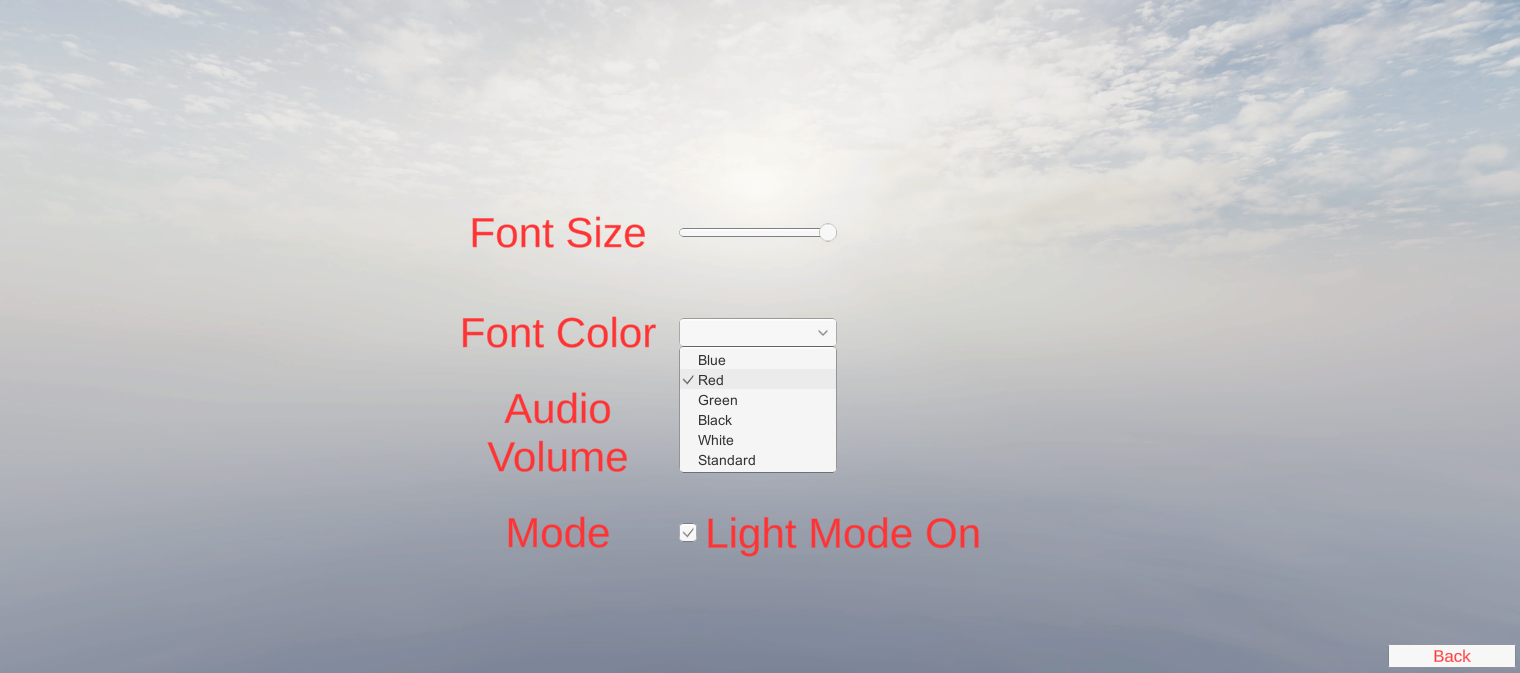 Font Size
Font Color
Blue
Red
Green
Black
White
Standard
Audio
Volume
Mode
Light Mode On
Back